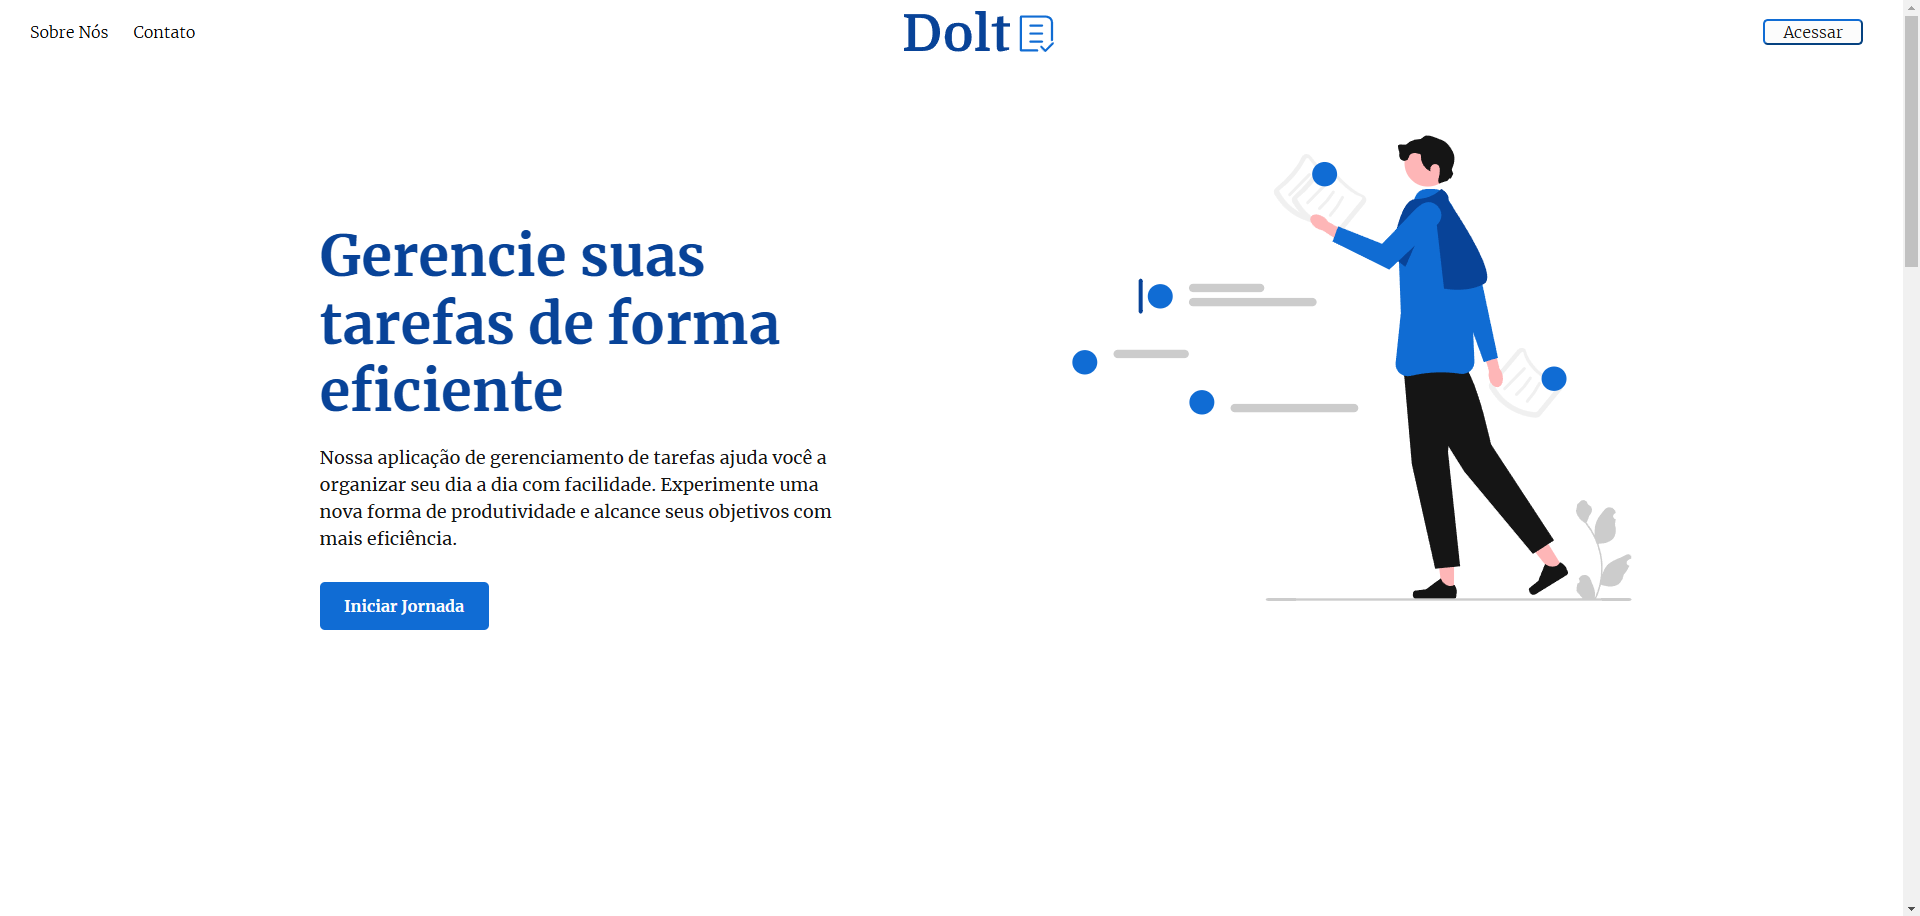 Sobre Nós
Contato
DoIt
Acessar
Gerencie suas
tarefas de forma
eficiente
Nossa aplicação de gerenciamento de tarefas ajuda você a
organizar seu dia a dia com facilidade. Experimente uma
nova forma de produtividade e alcance seus objetivos com
mais eficiência.
Iniciar Jornada